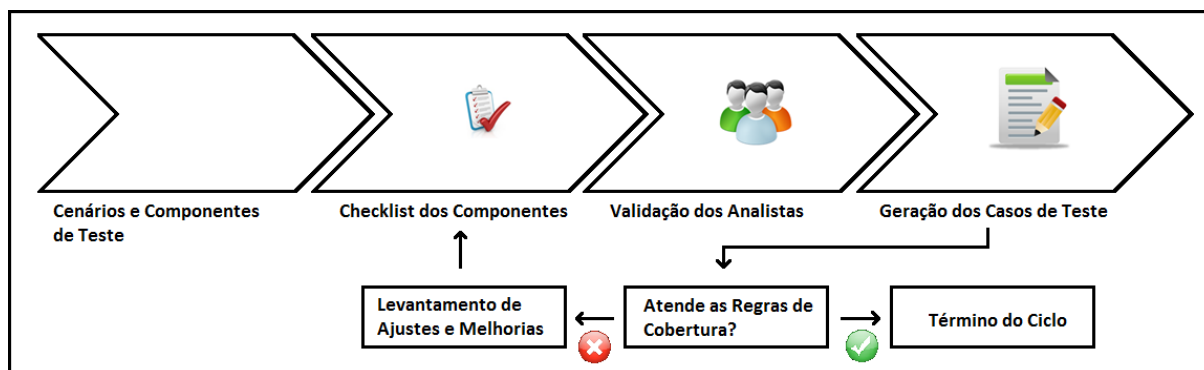 Cenários e Componentes
de Teste
Checklist dos Componentes
Validação dos Analistas
Geração dos Casos de Teste
Levantamento de
Ajustes e Melhorias
Atende as Regras de
Cobertura?
Término do Ciclo